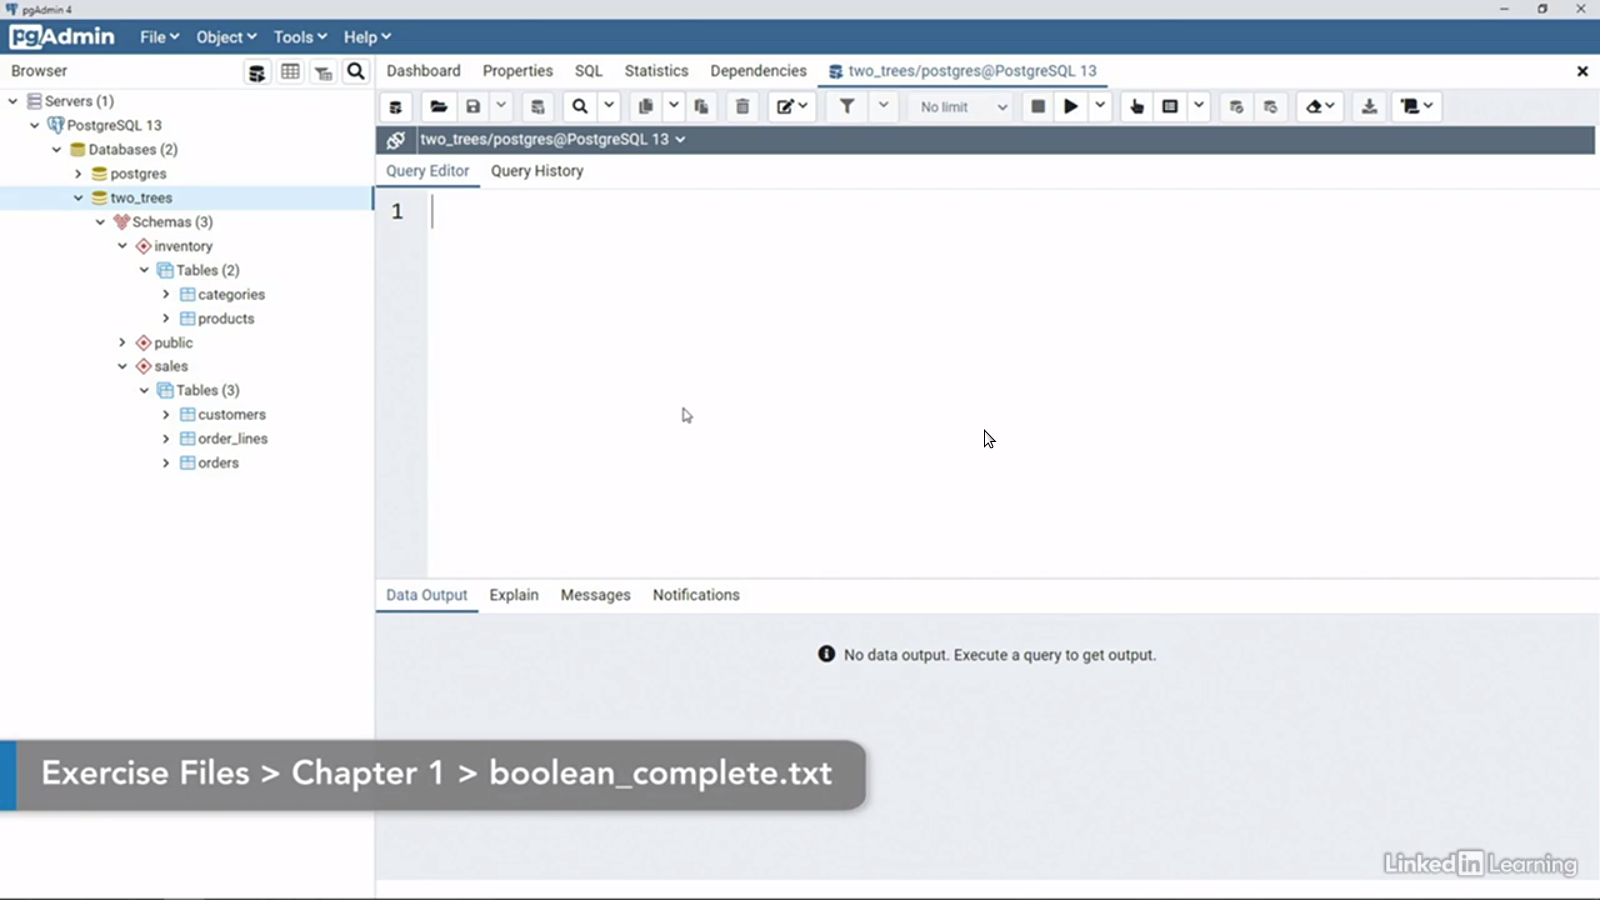 pgAdmin 4
pgAdmin File Object Tools Help
Browser
Dashboard Properties SQL Statistics Dependencies two_trees/postgres@PostgreSQL 13
No limit
two_trees/postgres@PostgreSQL 13
Servers (1)
PostgreSQL 13
Databases (2)
postgres
two_trees
Schemas (3)
inventory
Tables (2)
categories
products
public
sales
Tables (3)
customers
order_lines
orders
Query Editor Query History
1
Data Output Explain Messages Notifications
No data output. Execute a query to get output.
Exercise Files > Chapter 1 > boolean_complete.txt
Linked in Learning